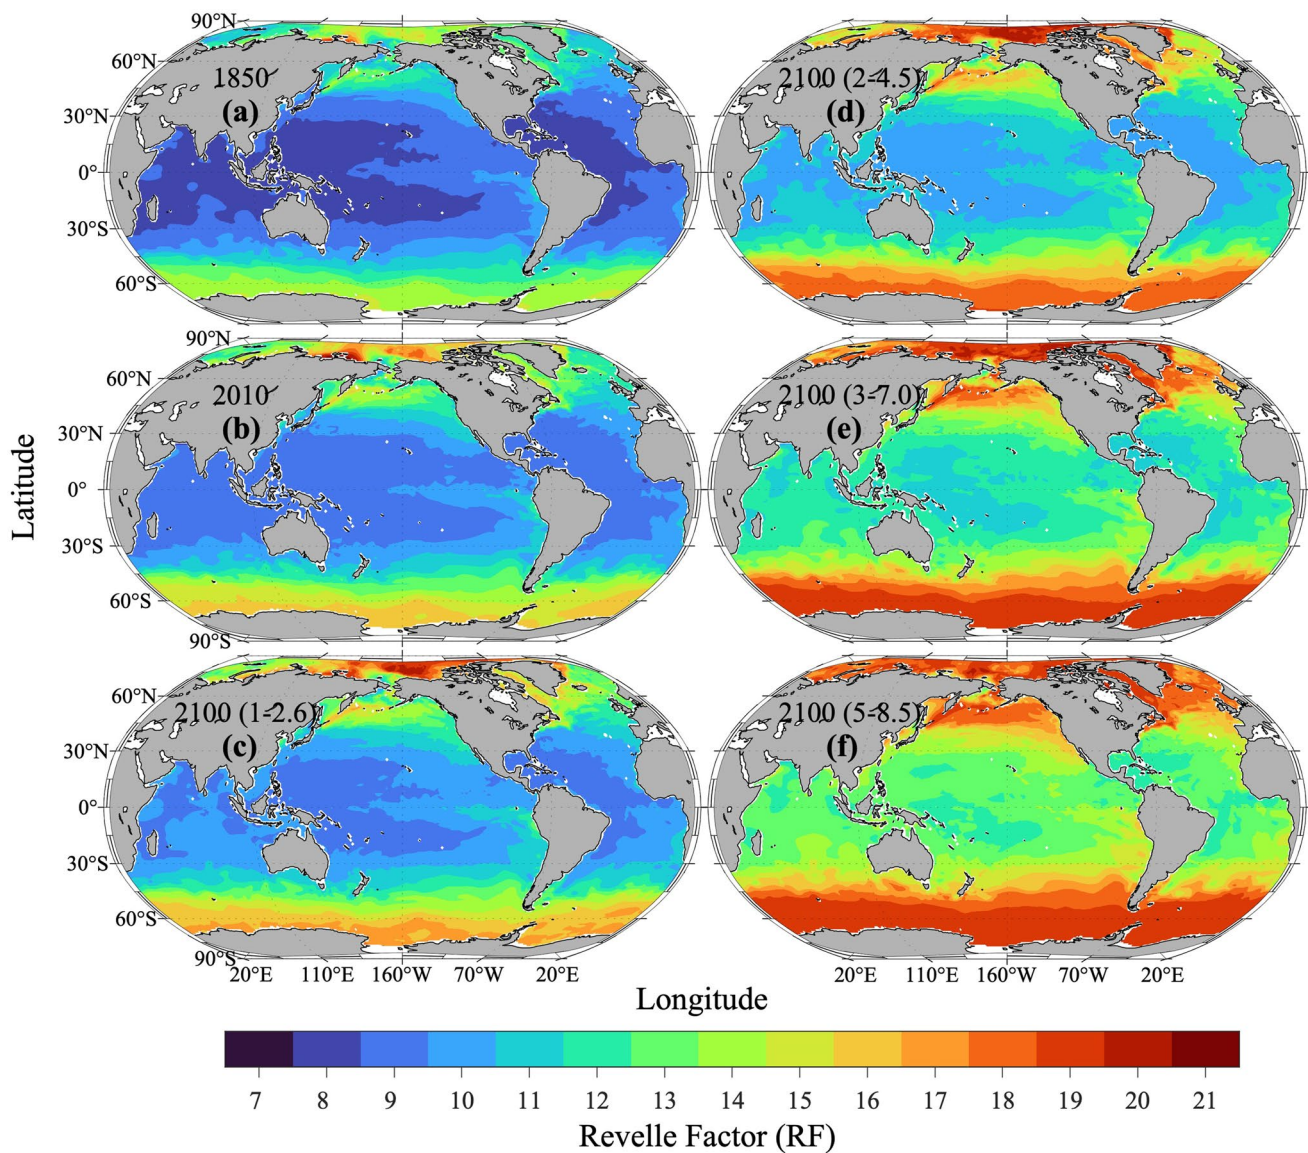 90°N
60°N
30°N
0°
30°S
60°S
1850
(a)
2100 (2-4.5)
(d)
90°N
60°N
30°N
0°
30°S
60°S
90°S
2010
(b)
2100 (3-7.0)
(e)
60°N
30°N
0°
30°S
60°S
90°S
2100 (1-2.6)
(c)
2100 (5-8.5)
(f)
Latitude
20°E 110°E 160°W 70°W 20°E 20°E 110°E 160°W 70°W 20°E
Longitude
7 8 9 10 11 12 13 14 15 16 17 18 19 20 21
Revelle Factor (RF)